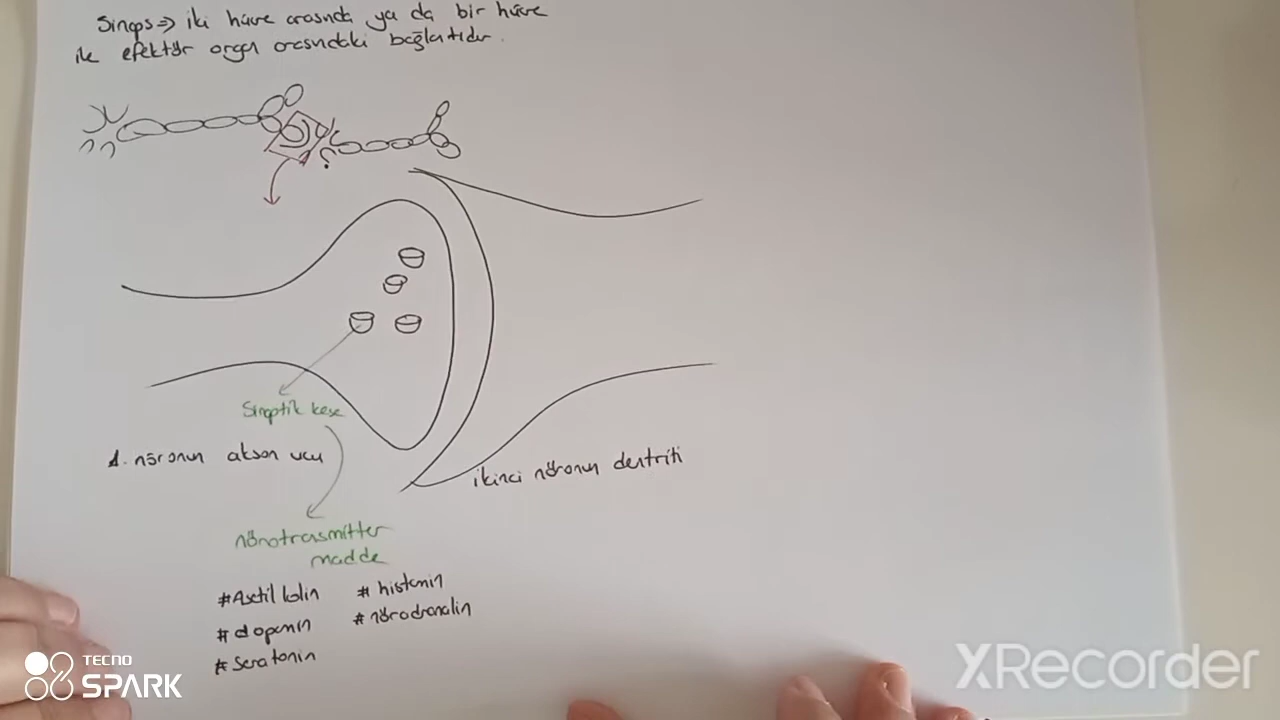 Sinaps => iki hücre arasında ya da bir hücre
ile efektör organ arasındaki bağlantıdır.
Sinaptik kese
1. nöronun akson ucu
ikinci nöronun dentriti
nörotrasmitter
madde
#Asetil kolin
# histamin
# dopamin
# nöradrenalin
# Seratonin
TECNO
SPARK
XRecorder